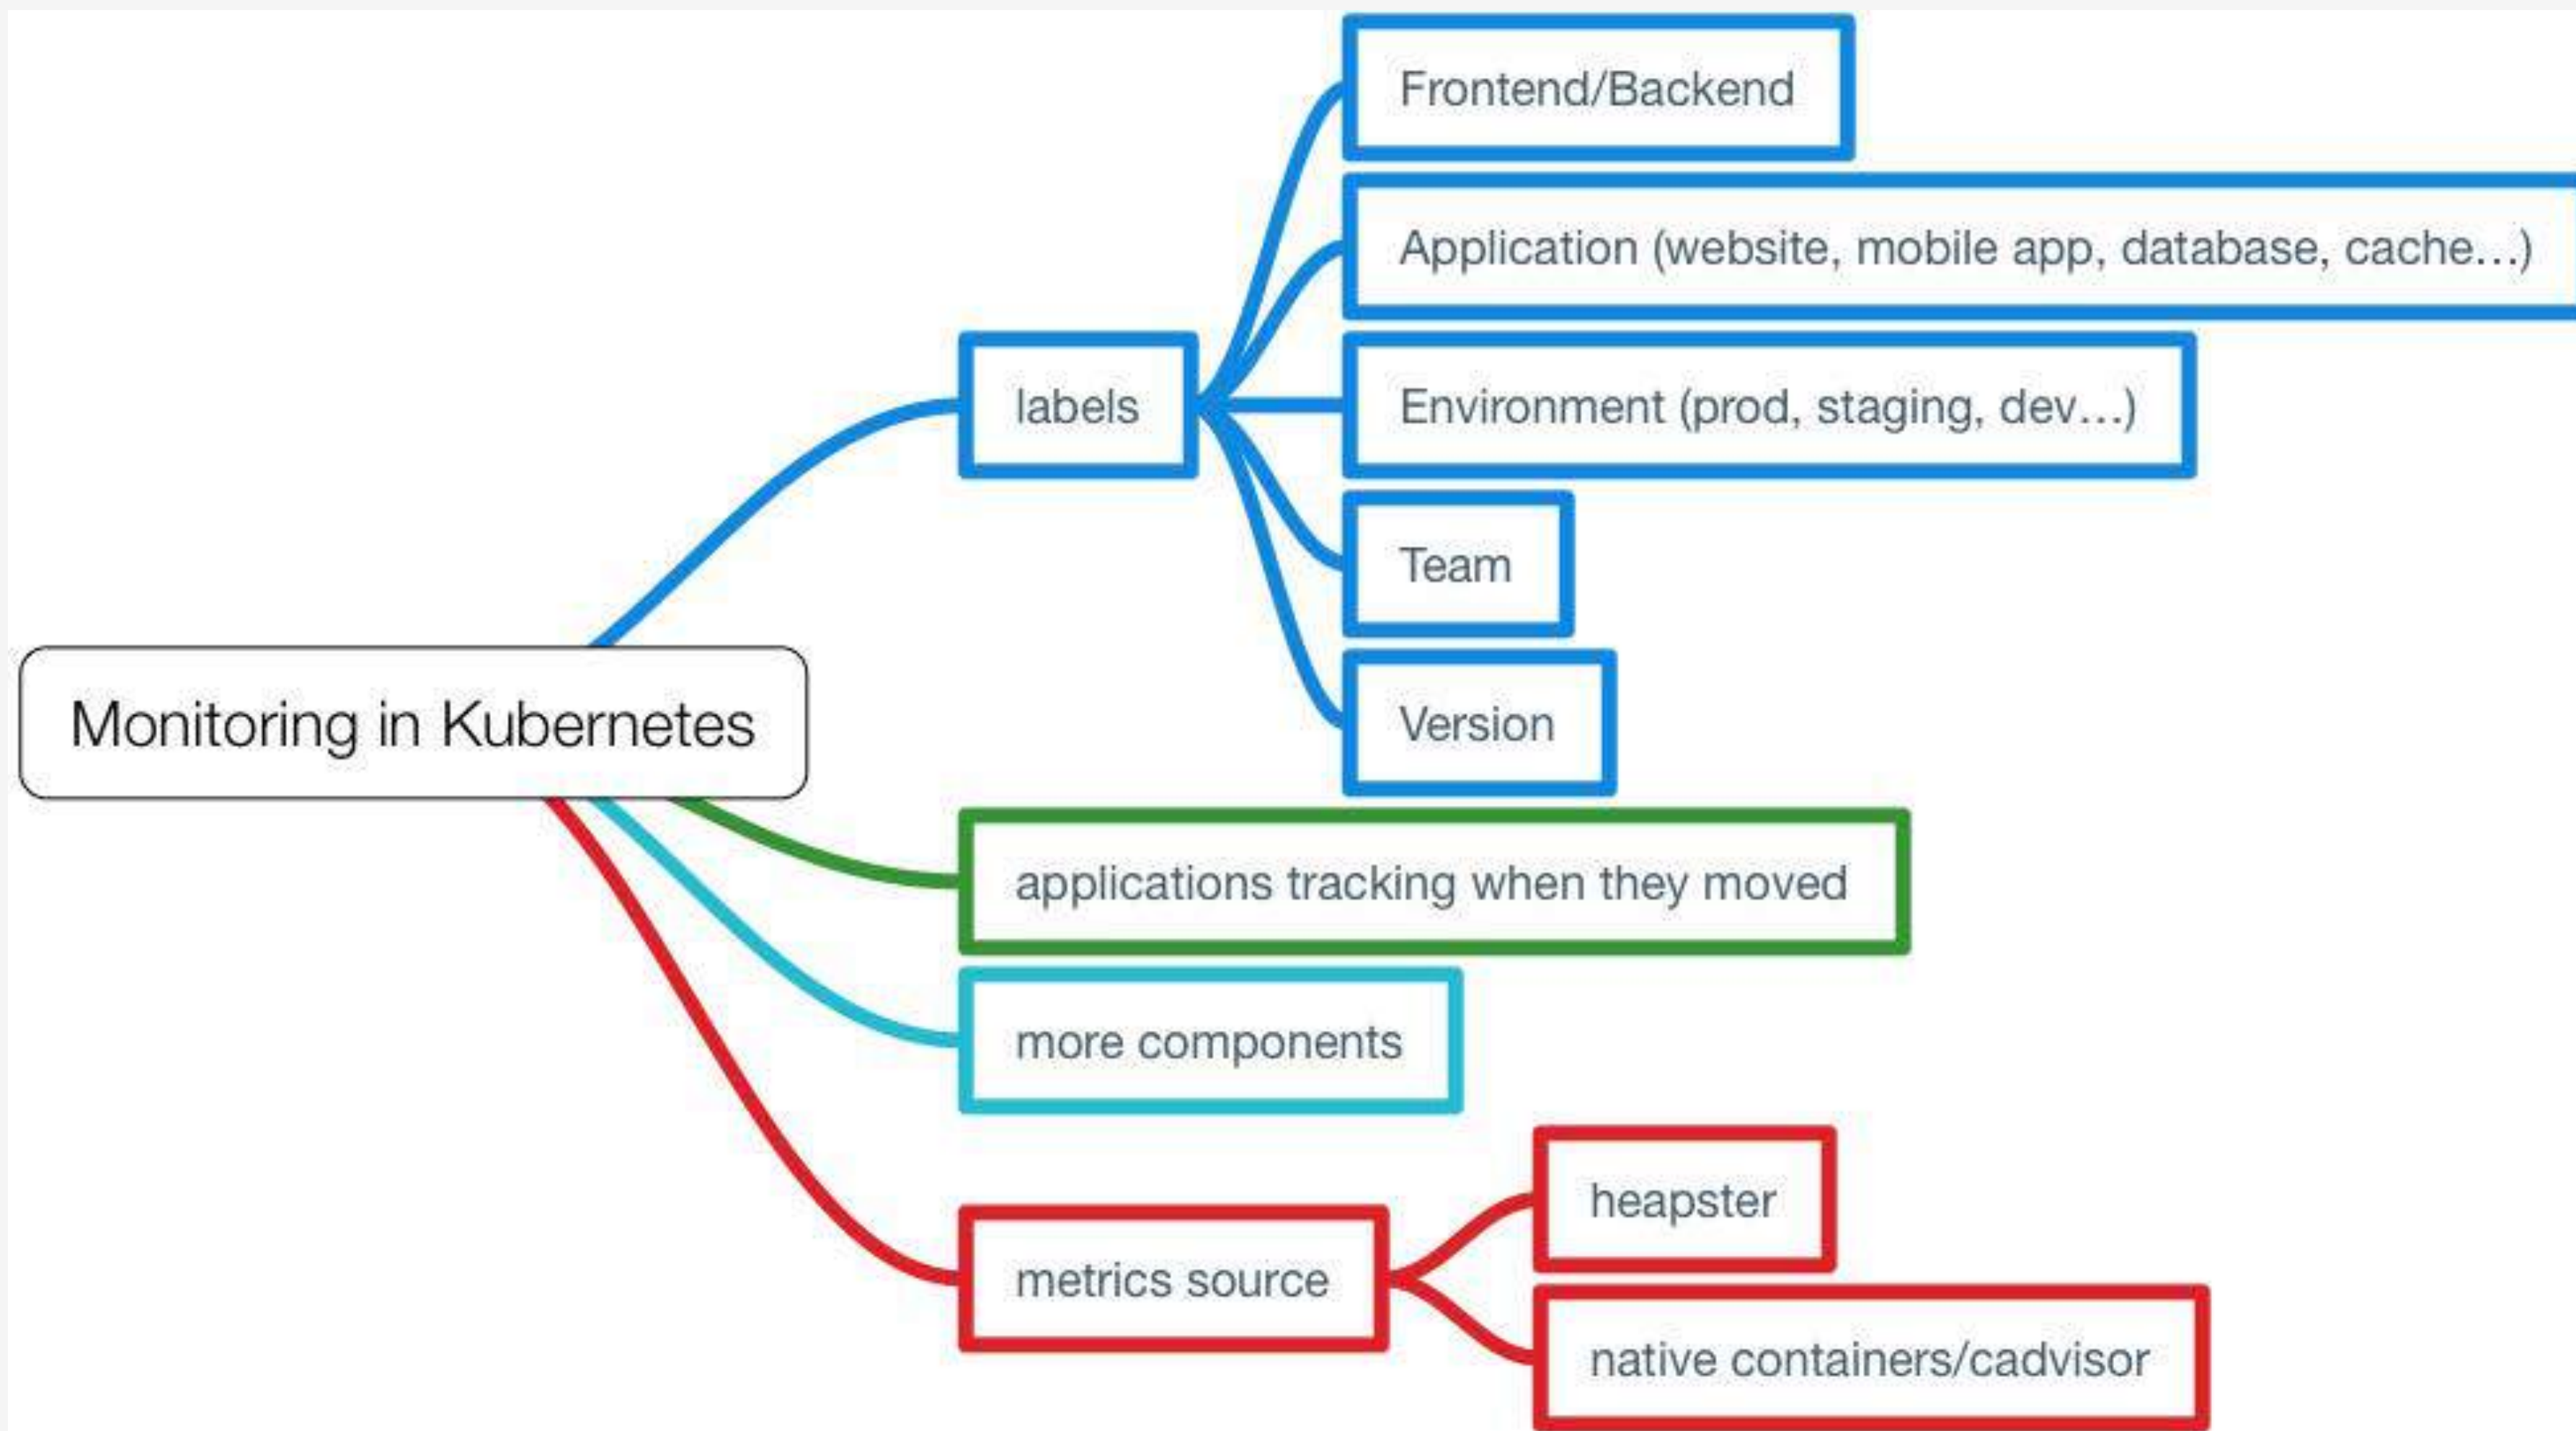 Frontend/Backend
Application (website, mobile app, database, cache...)
labels
Environment (prod, staging, dev...)
Team
Monitoring in Kubernetes
Version
applications tracking when they moved
more components
heapster
metrics source
native containers/cadvisor